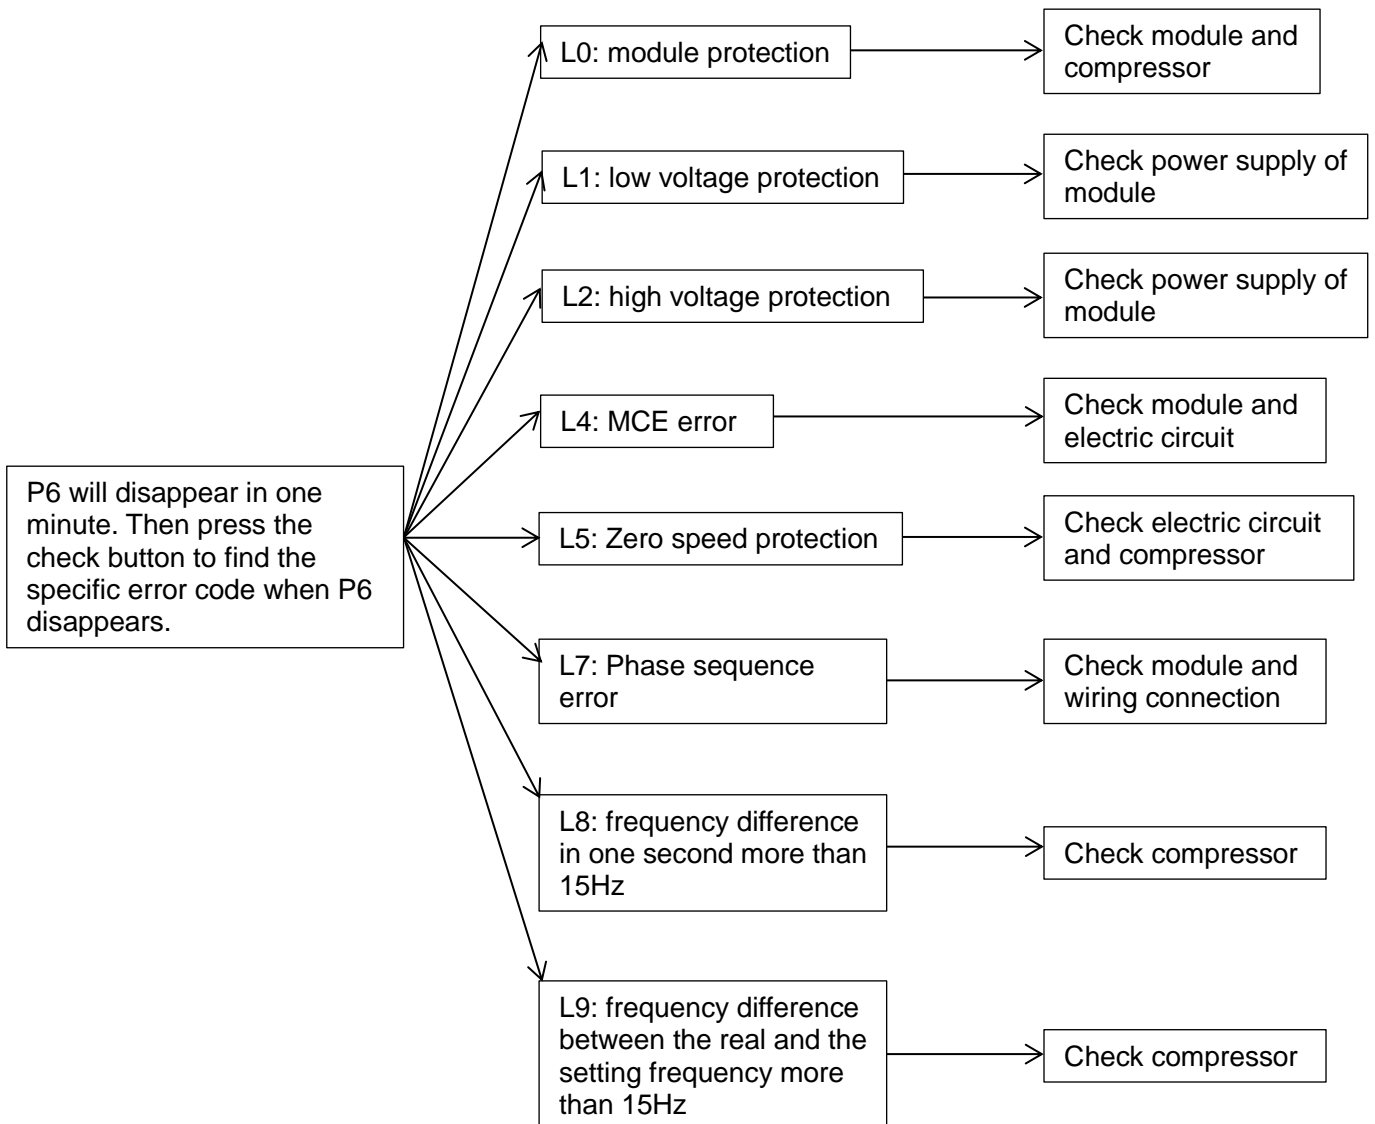 L0: module protection
Check module and
compressor
L1: low voltage protection
Check power supply of
module
L2: high voltage protection
Check power supply of
module
L4: MCE error
Check module and
electric circuit
P6 will disappear in one
minute. Then press the
check button to find the
specific error code when P6
disappears.
L5: Zero speed protection
Check electric circuit
and compressor
L7: Phase sequence
error
Check module and
wiring connection
L8: frequency difference
in one second more than
15Hz
Check compressor
L9: frequency difference
between the real and the
setting frequency more
than 15Hz
Check compressor